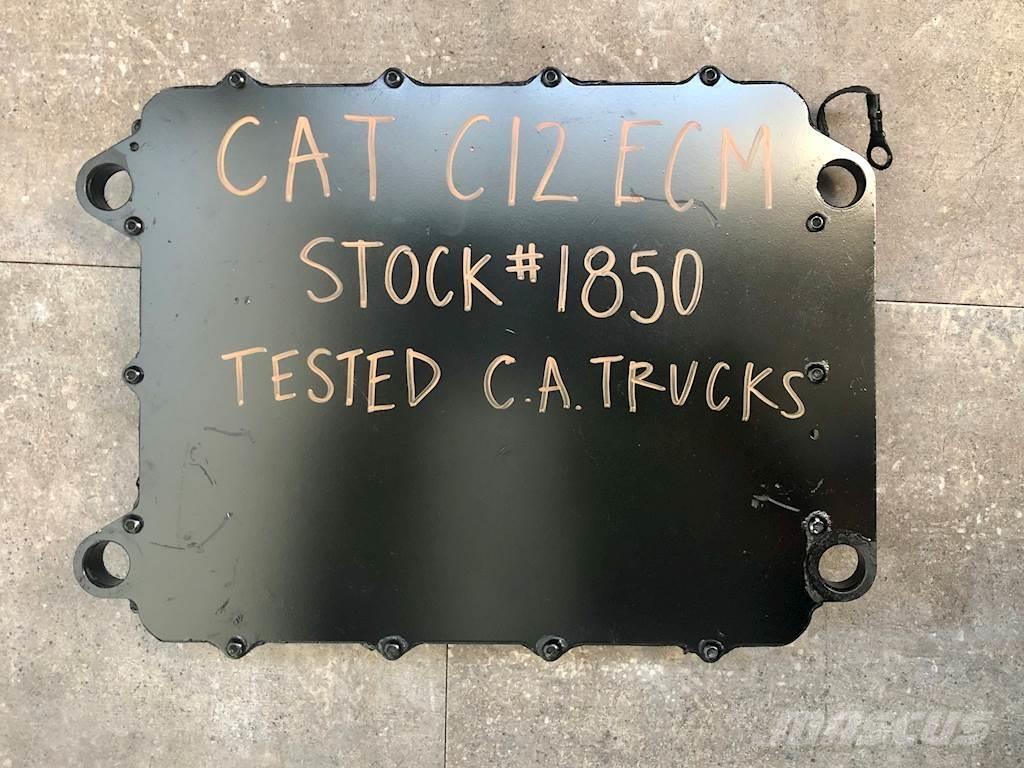 CAT C12 ECM
STOCK#1850
TESTED C.A.TRUCKS
mascus